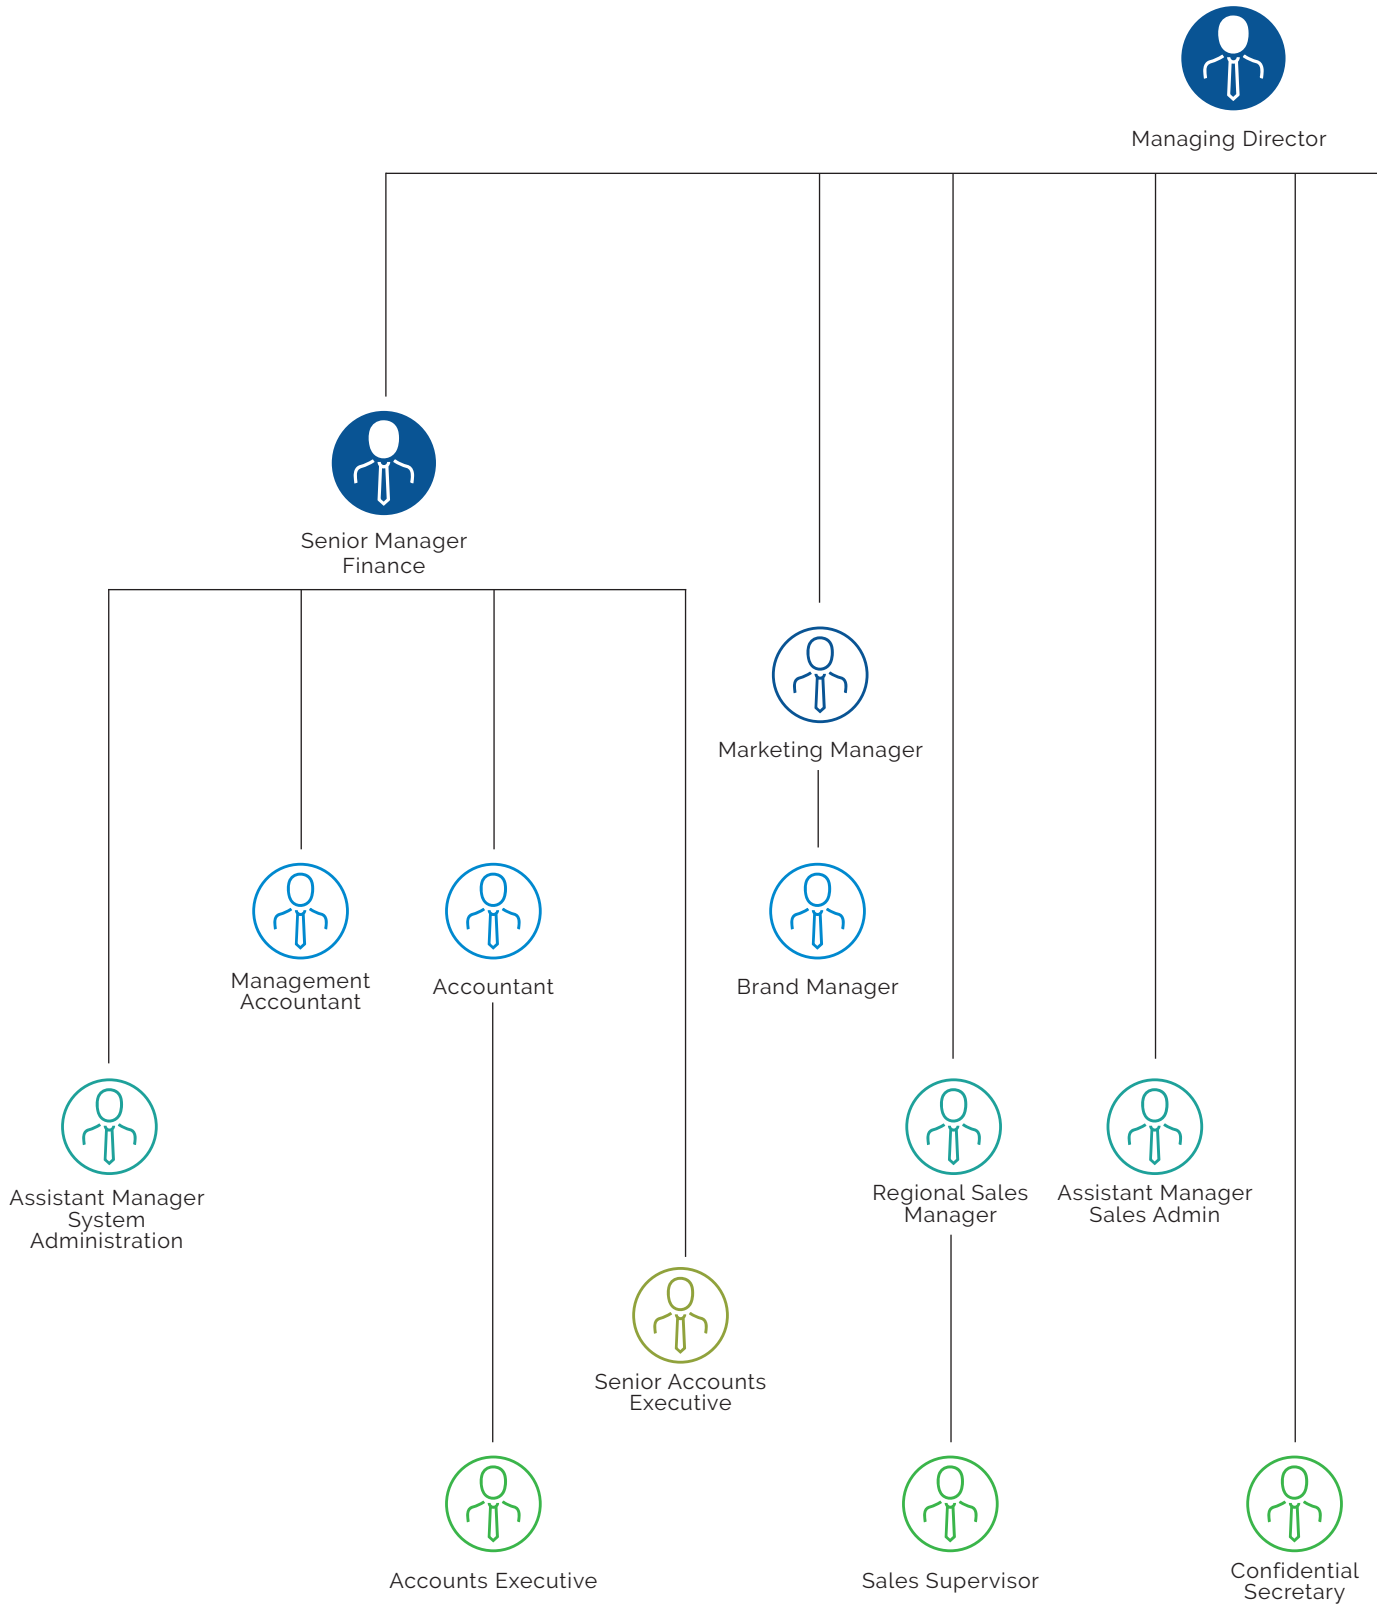 Managing Director
Senior Manager
Finance
Marketing Manager
Management
Accountant
Accountant
Brand Manager
Assistant Manager
System
Administration
Regional Sales
Manager
Assistant Manager
Sales Admin
Senior Accounts
Executive
Accounts Executive
Sales Supervisor
Confidential
Secretary